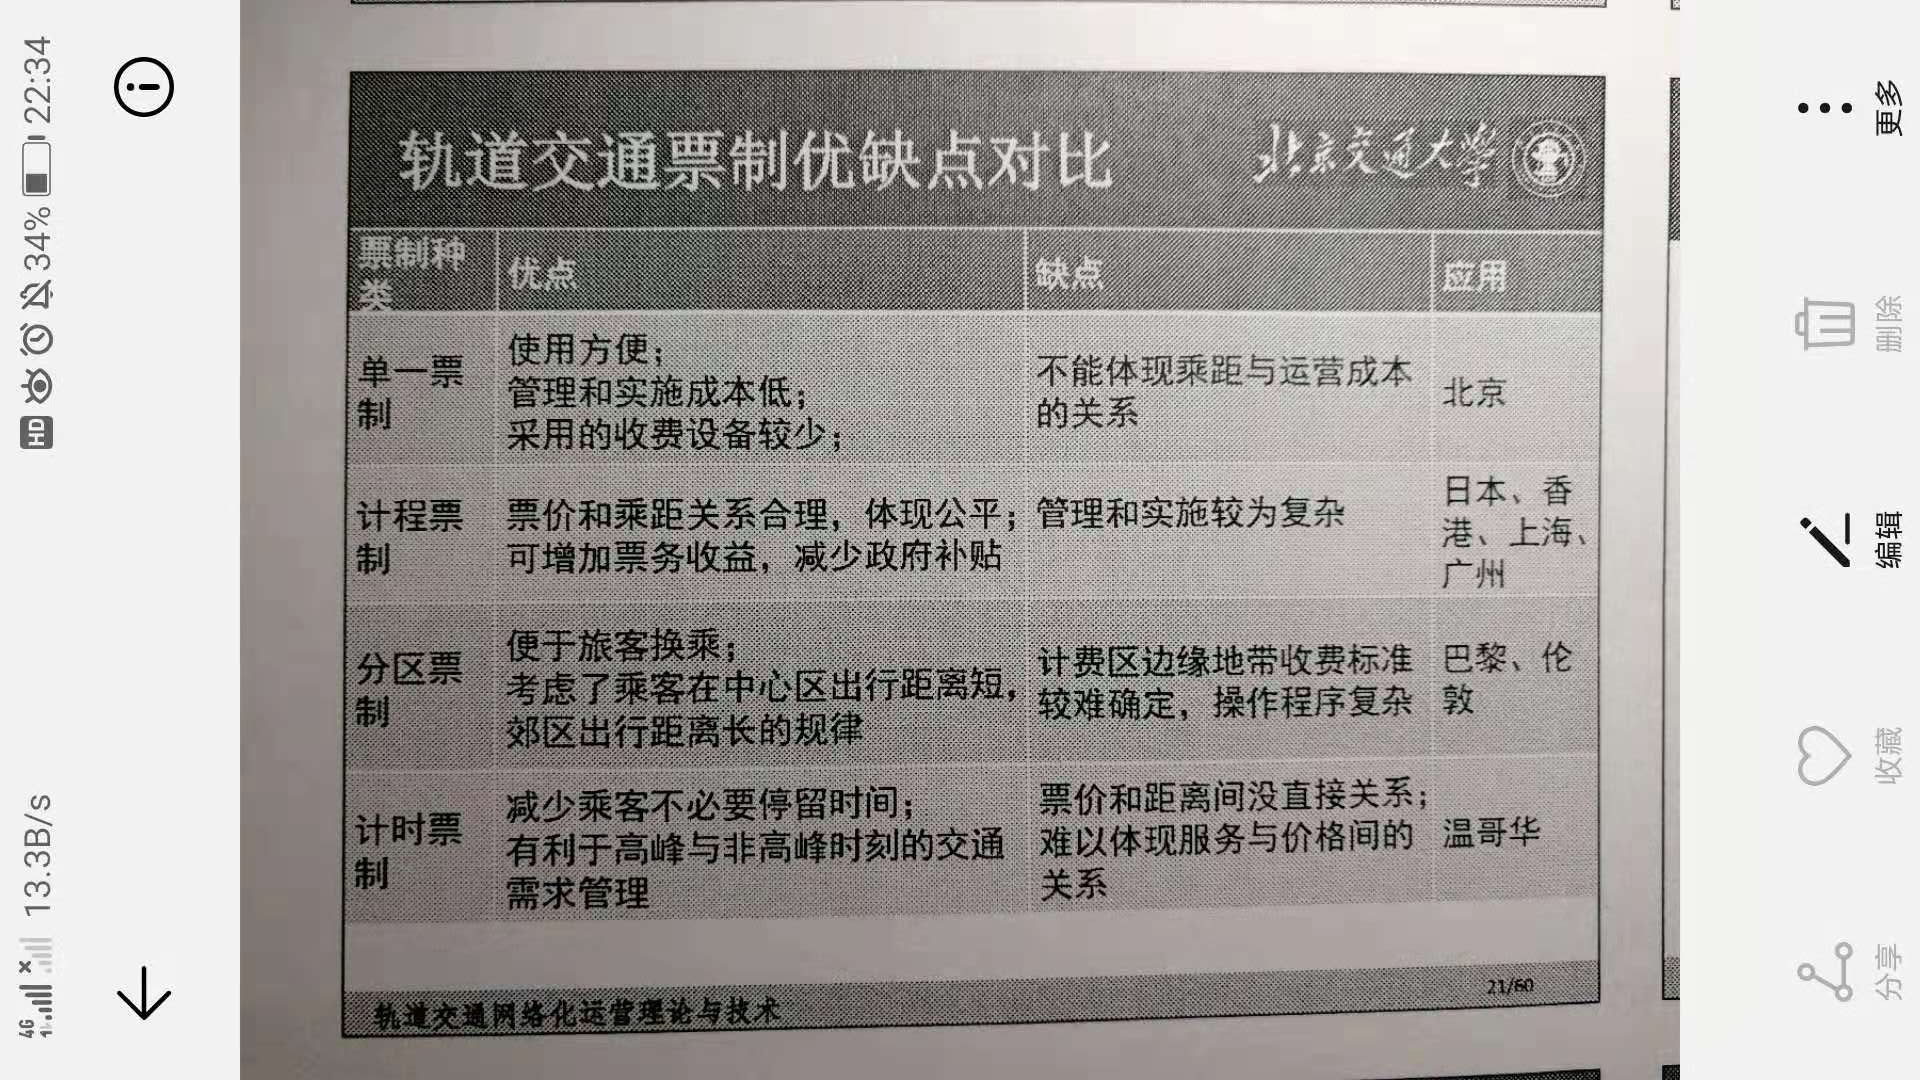 22:34
34%
HD
13.3B/s
4G
轨道交通票制优缺点对比
北京交通大学
票制种
类
优点
缺点
应用
单一票
制
使用方便；
管理和实施成本低；
采用的收费设备较少；
不能体现乘距与运营成本
的关系
北京
计程票
制
票价和乘距关系合理，体现公平；
可增加票务收益，减少政府补贴
管理和实施较为复杂
日本、香
港、上海、
广州
分区票
制
便于旅客换乘；
考虑了乘客在中心区出行距离短，
郊区出行距离长的规律
计费区边缘地带收费标准
较难确定，操作程序复杂
巴黎、伦
敦
计时票
制
减少乘客不必要停留时间；
有利于高峰与非高峰时刻的交通
需求管理
票价和距离间没直接关系；
难以体现服务与价格间的
关系
温哥华
轨道交通网络化运营理论与技术
21/60
更多
删除
编辑
收藏
分享